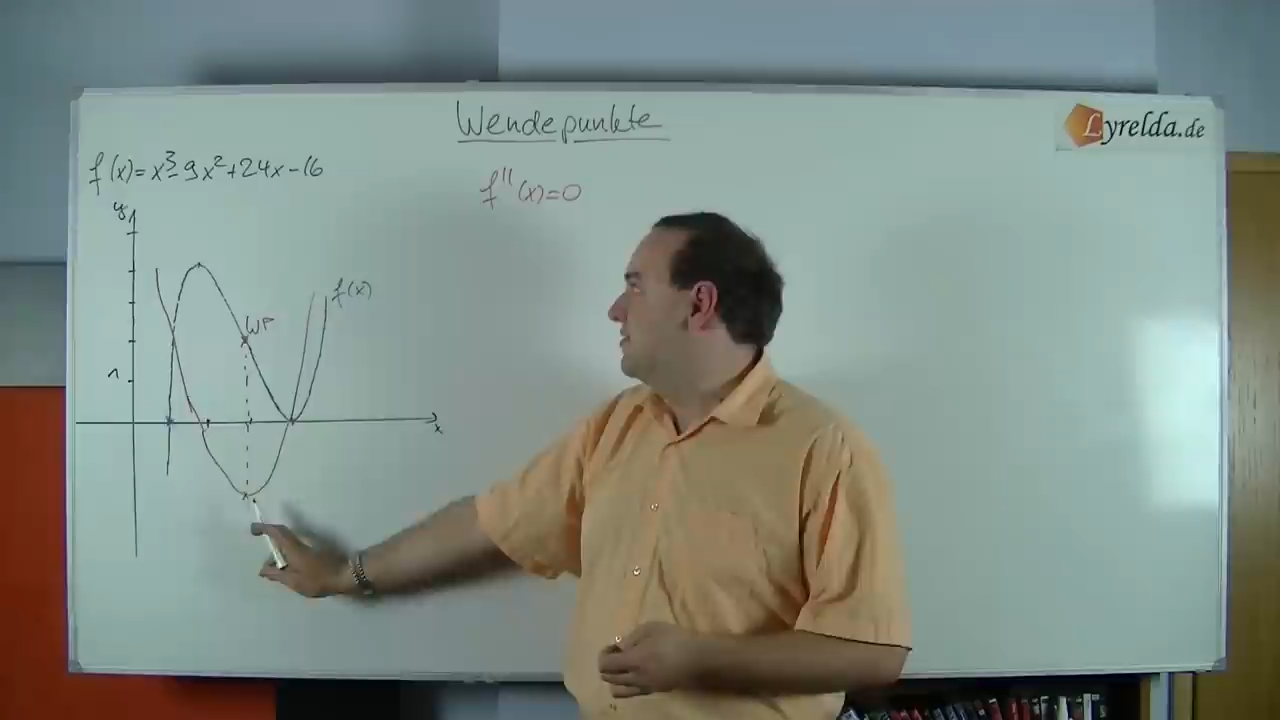 Wendepunkte
Lyrelda.de
f(x)=x³-9x²+24x-16
f''(x)=0
y
f(x)
WP
1
x